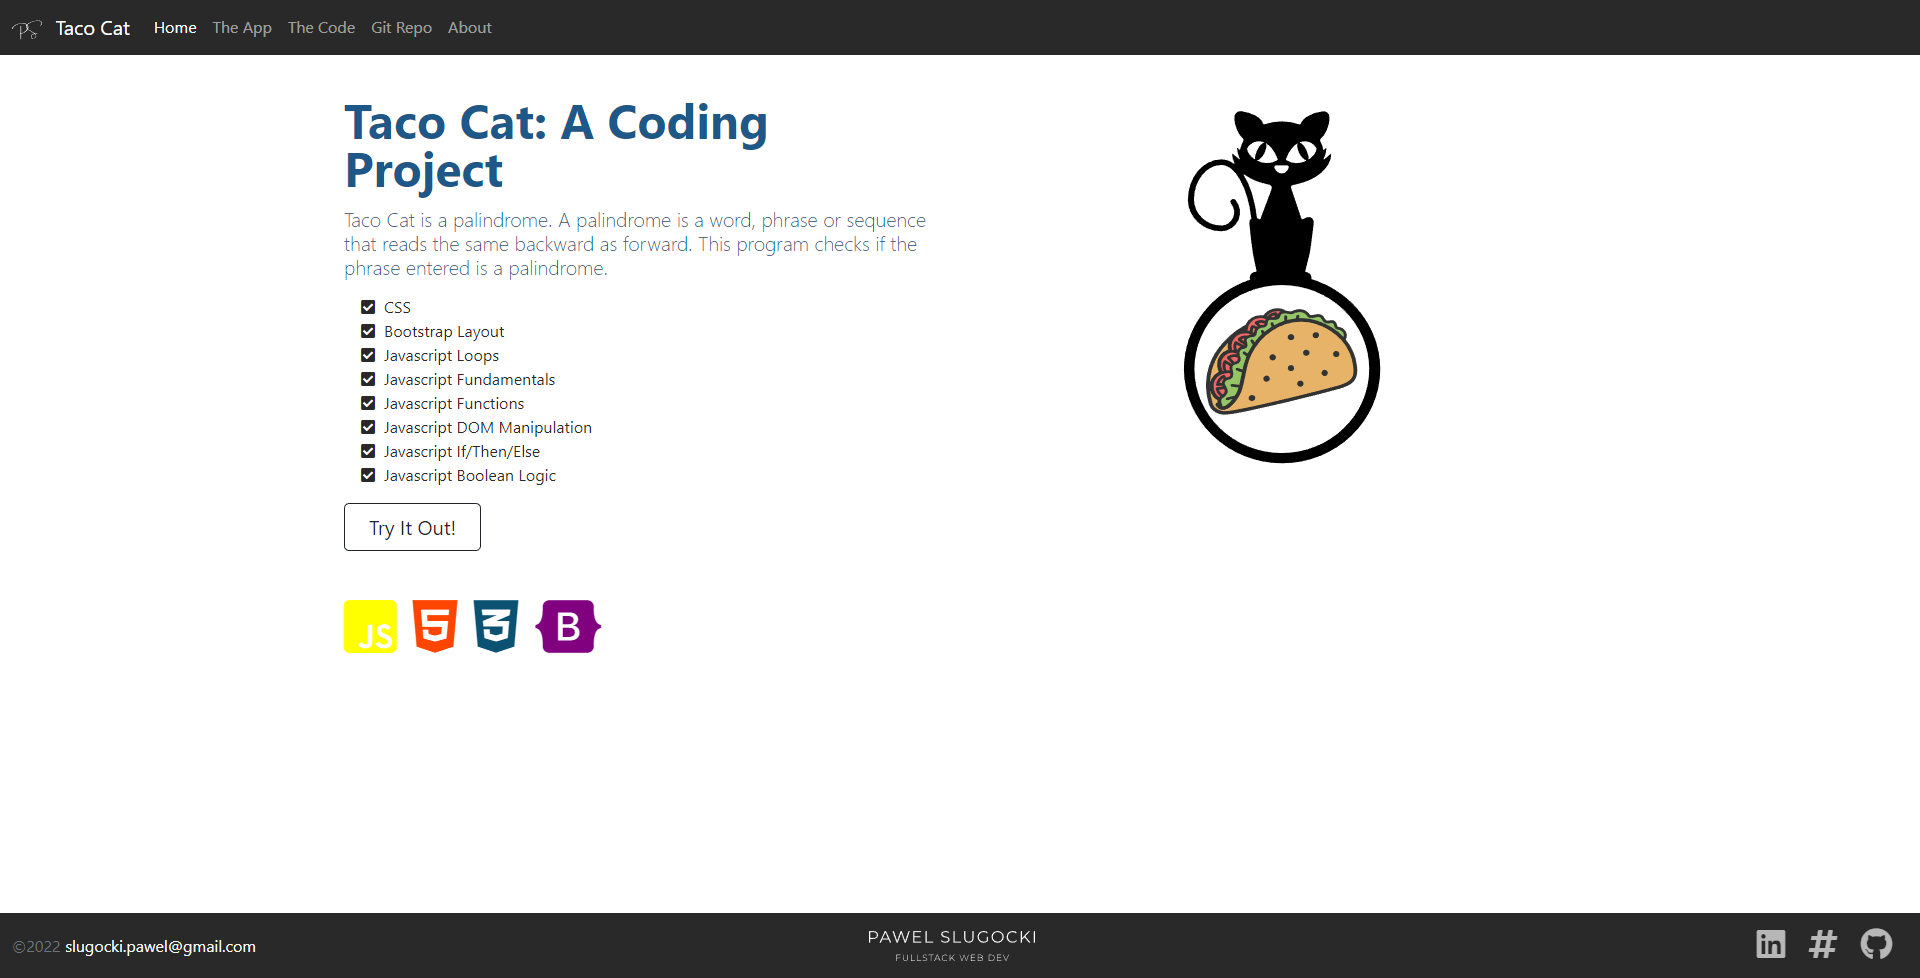 PS Taco Cat Home The App The Code Git Repo About
Taco Cat: A Coding
Project
Taco Cat is a palindrome. A palindrome is a word, phrase or sequence
that reads the same backward as forward. This program checks if the
phrase entered is a palindrome.
CSS
Bootstrap Layout
Javascript Loops
Javascript Fundamentals
Javascript Functions
Javascript DOM Manipulation
Javascript If/Then/Else
Javascript Boolean Logic
Try It Out!
JS 5 3 B
©2022 slugocki.pawel@gmail.com
PAWEL SLUGOCKI
FULLSTACK WEB DEV
in #